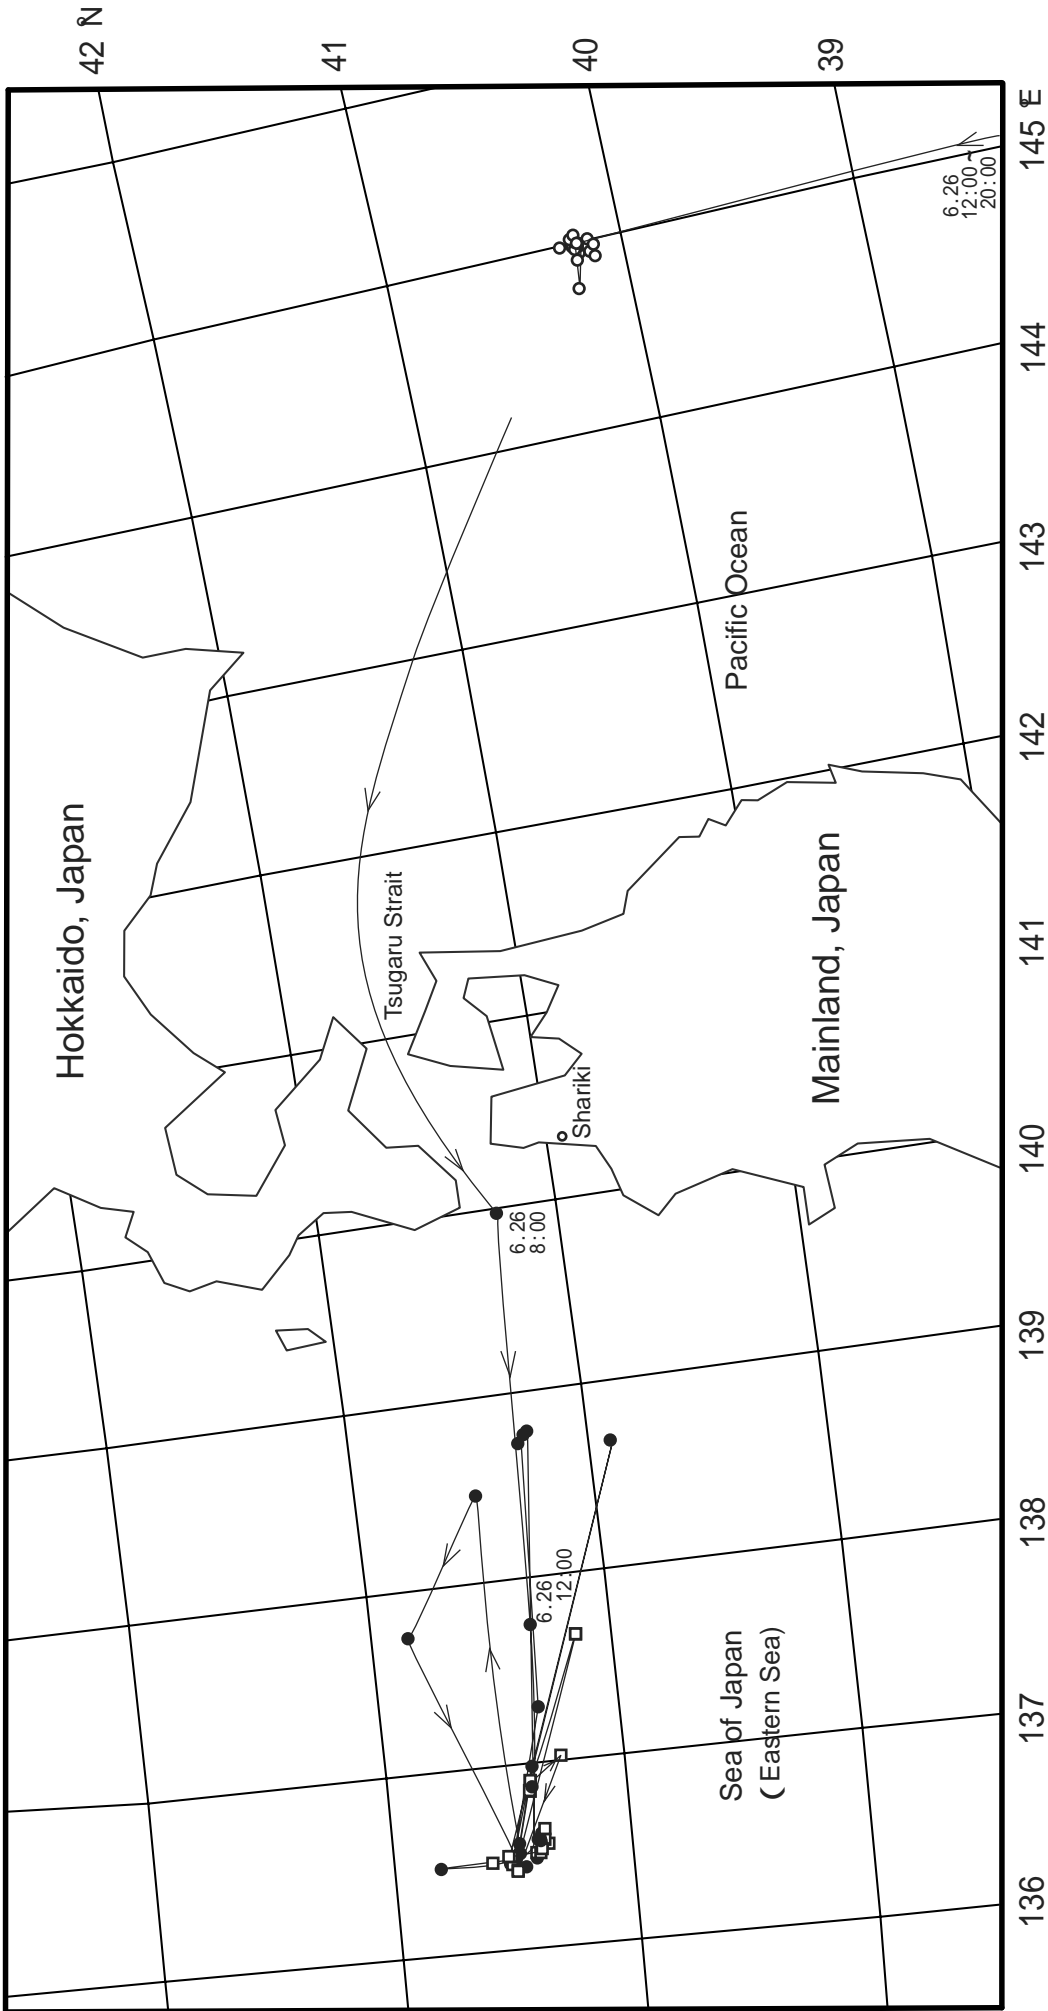 42 °N
41
40
39
Hokkaido, Japan
Tsugaru Strait
Pacific Ocean
Mainland, Japan
Shariki
6.26
12:00~
20:00
6.26
8:00
6.26
12:00
Sea of Japan
( Eastern Sea)
136
137
138
139
140
141
142
143
144
145 °E